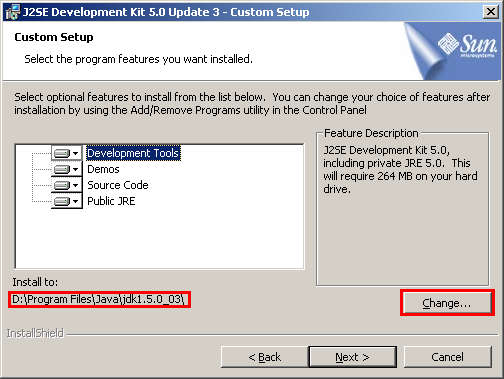 J2SE Development Kit 5.0 Update 3 - Custom Setup
Custom Setup
Select the program features you want installed.
Sun
microsystems
Select optional features to install from the list below. You can change your choice of features after
installation by using the Add/Remove Programs utility in the Control Panel
Development Tools
Demos
Source Code
Public JRE
Feature Description
J2SE Development Kit 5.0,
including private JRE 5.0. This
will require 264 MB on your hard
drive.
Install to:
D:\Program Files\Java\jdk1.5.0_03\
Change...
InstallShield
< Back
Next >
Cancel